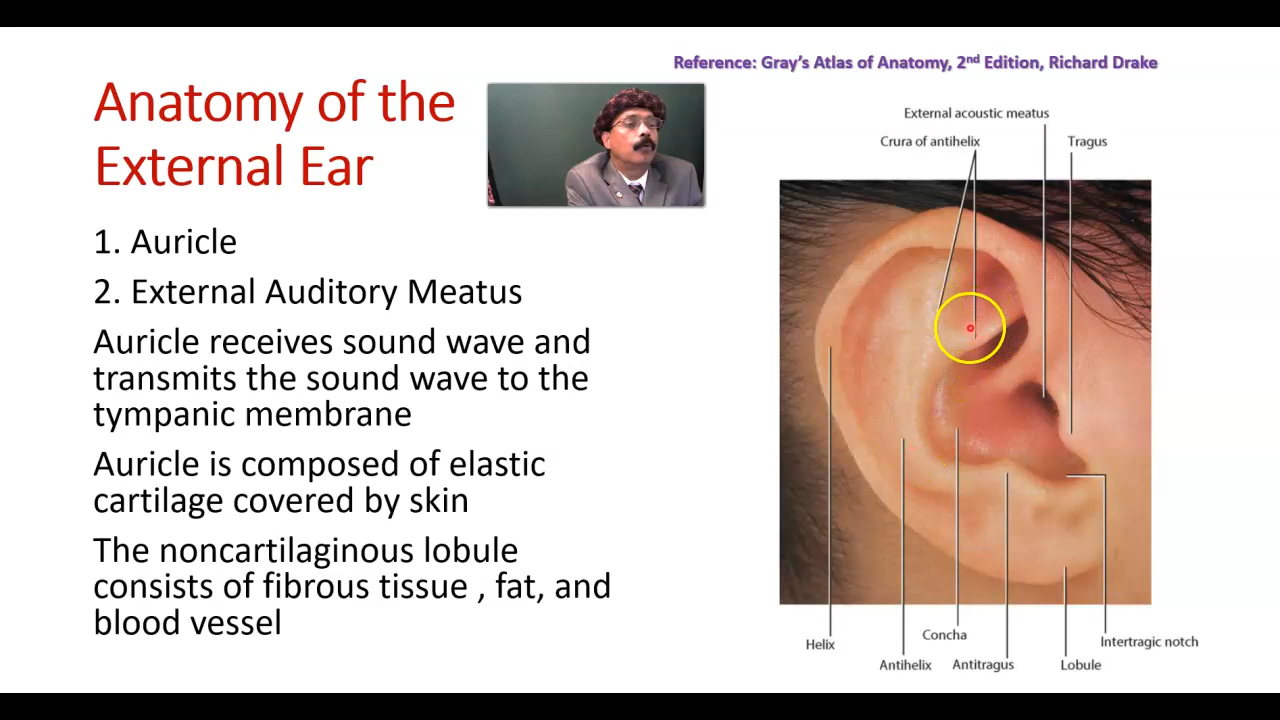 Reference: Gray's Atlas of Anatomy, 2nd Edition, Richard Drake
Anatomy of the
External Ear
1. Auricle
2. External Auditory Meatus
Auricle receives sound wave and
transmits the sound wave to the
tympanic membrane
Auricle is composed of elastic
cartilage covered by skin
The noncartilaginous lobule
consists of fibrous tissue , fat, and
blood vessel
External acoustic meatus
Crura of antihelix
Tragus
Helix
Antihelix
Concha
Antitragus
Lobule
Intertragic notch